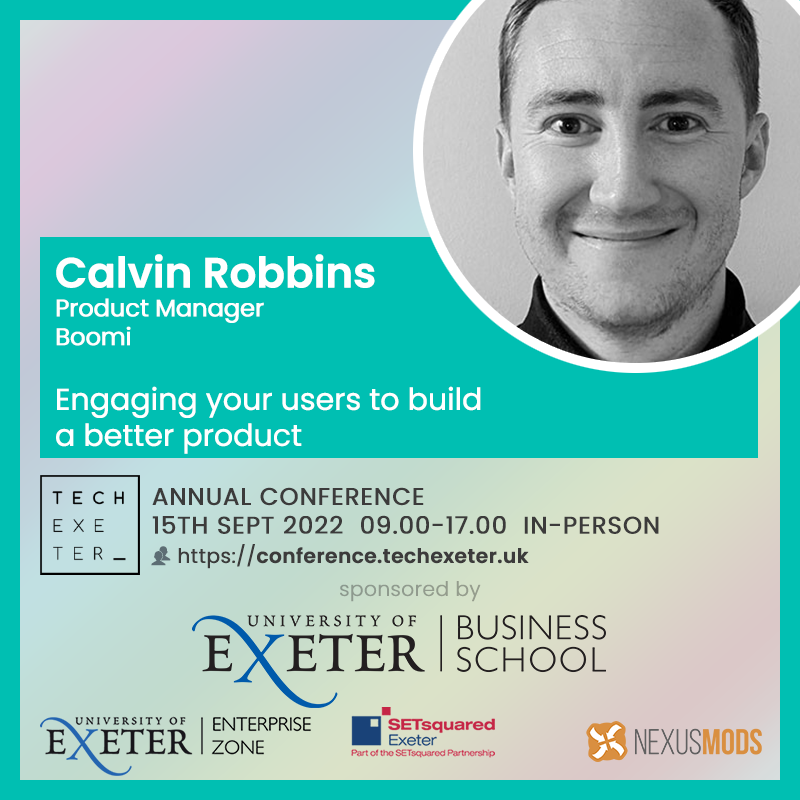 Calvin Robbins
Product Manager
Boomi
Engaging your users to build
a better product
TECH
EXE
TER_
ANNUAL CONFERENCE
15TH SEPT 2022 09.00-17.00 IN-PERSON
https://conference.techexeter.uk
sponsored by
UNIVERSITY OF
EXETER
BUSINESS
SCHOOL
UNIVERSITY OF
EXETER
ENTERPRISE
ZONE
SETsquared
Exeter
Part of the SETsquared Partnership
NEXUSMODS